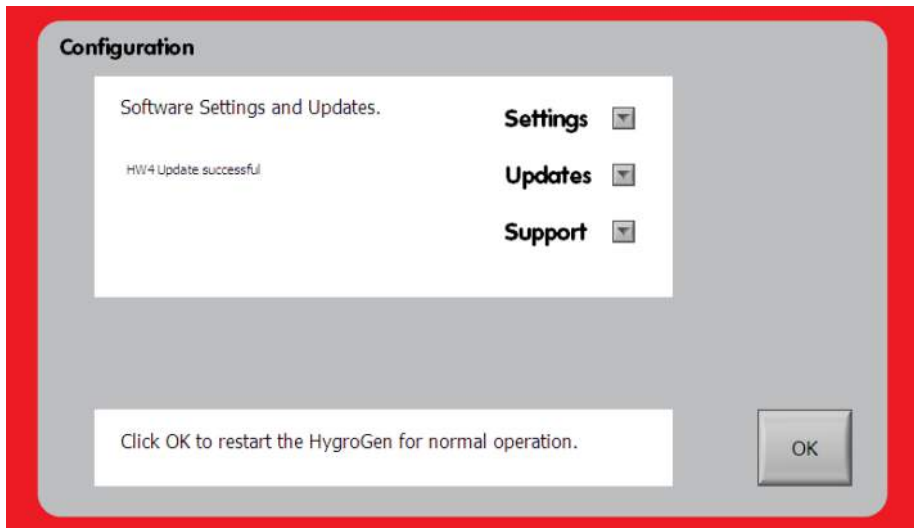 Configuration
Software Settings and Updates.
Settings
HW4 Update successful
Updates
Support
Click OK to restart the HygroGen for normal operation.
OK